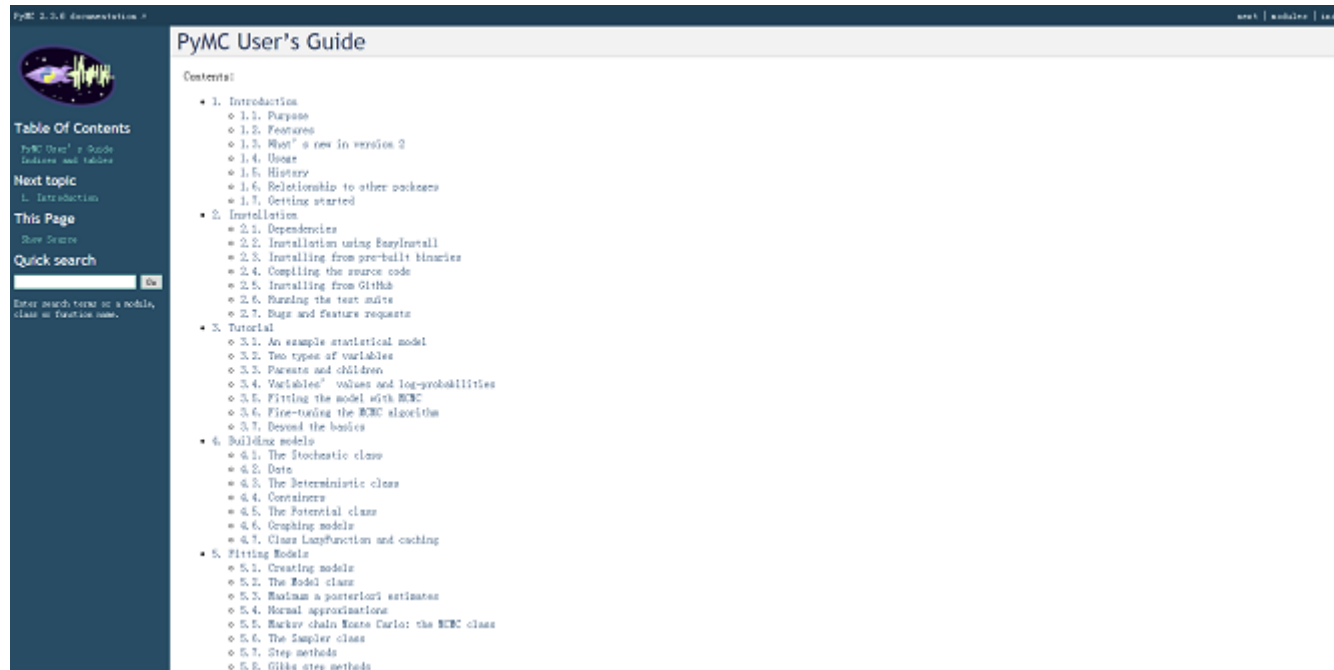 PyMC 2.3.6 documentation »
next | modules |
PyMC User's Guide
Contents:
1. Introduction
1.1. Purpose
1.2. Features
1.3. What's new in version 2
1.4. Usage
1.5. History
1.6. Relationship to other packages
1.7. Getting started
2. Installation
2.1. Dependencies
2.2. Installation using EasyInstall
2.3. Installing from pre-built binaries
2.4. Compiling the source code
2.5. Installing from GitHub
2.6. Running the test suite
2.7. Bugs and feature requests
3. Tutorial
3.1. An example statistical model
3.2. Two types of variables
3.3. Parents and children
3.4. Variables' values and log-probabilities
3.5. Fitting the model with MCMC
3.6. Fine-tuning the MCMC algorithm
3.7. Beyond the basics
4. Building models
4.1. The Stochastic class
4.2. Data
4.3. The Deterministic class
4.4. Containers
4.5. The Potential class
4.6. Graphing models
4.7. Class LazyFunction and caching
5. Fitting Models
5.1. Creating models
5.2. The Model class
5.3. Maximum a posteriori estimates
5.4. Normal approximations
5.5. Markov chain Monte Carlo: the MCMC class
5.6. The Sampler class
5.7. Step methods
5.8. Gibbs step methods
Table Of Contents
PyMC User's Guide
Indices and tables
Next topic
1. Introduction
This Page
Show Source
Quick search
Go
Enter search terms or a module,
class or function name.